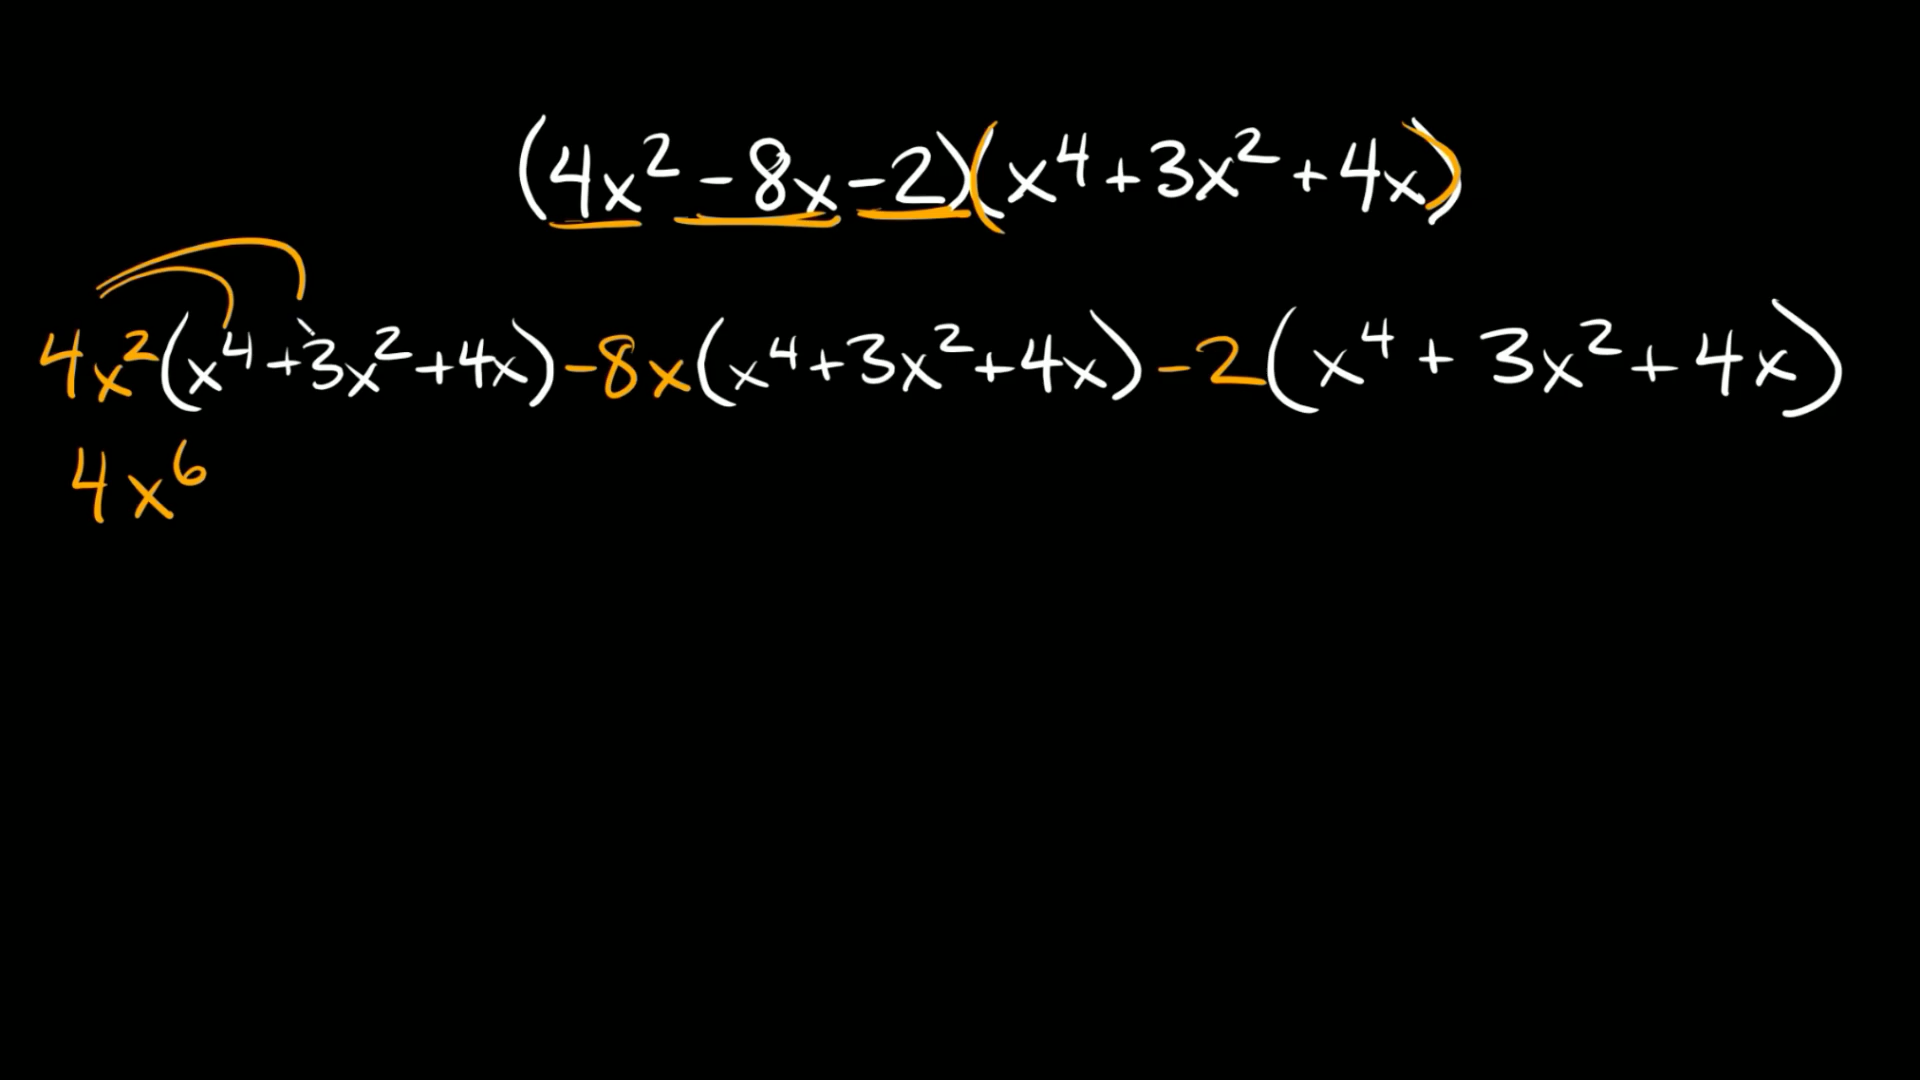 (4x² - 8x - 2)(x⁴ + 3x² + 4x)
4x²(x⁴ + 3x² + 4x) - 8x(x⁴ + 3x² + 4x) - 2(x⁴ + 3x² + 4x)
4x⁶